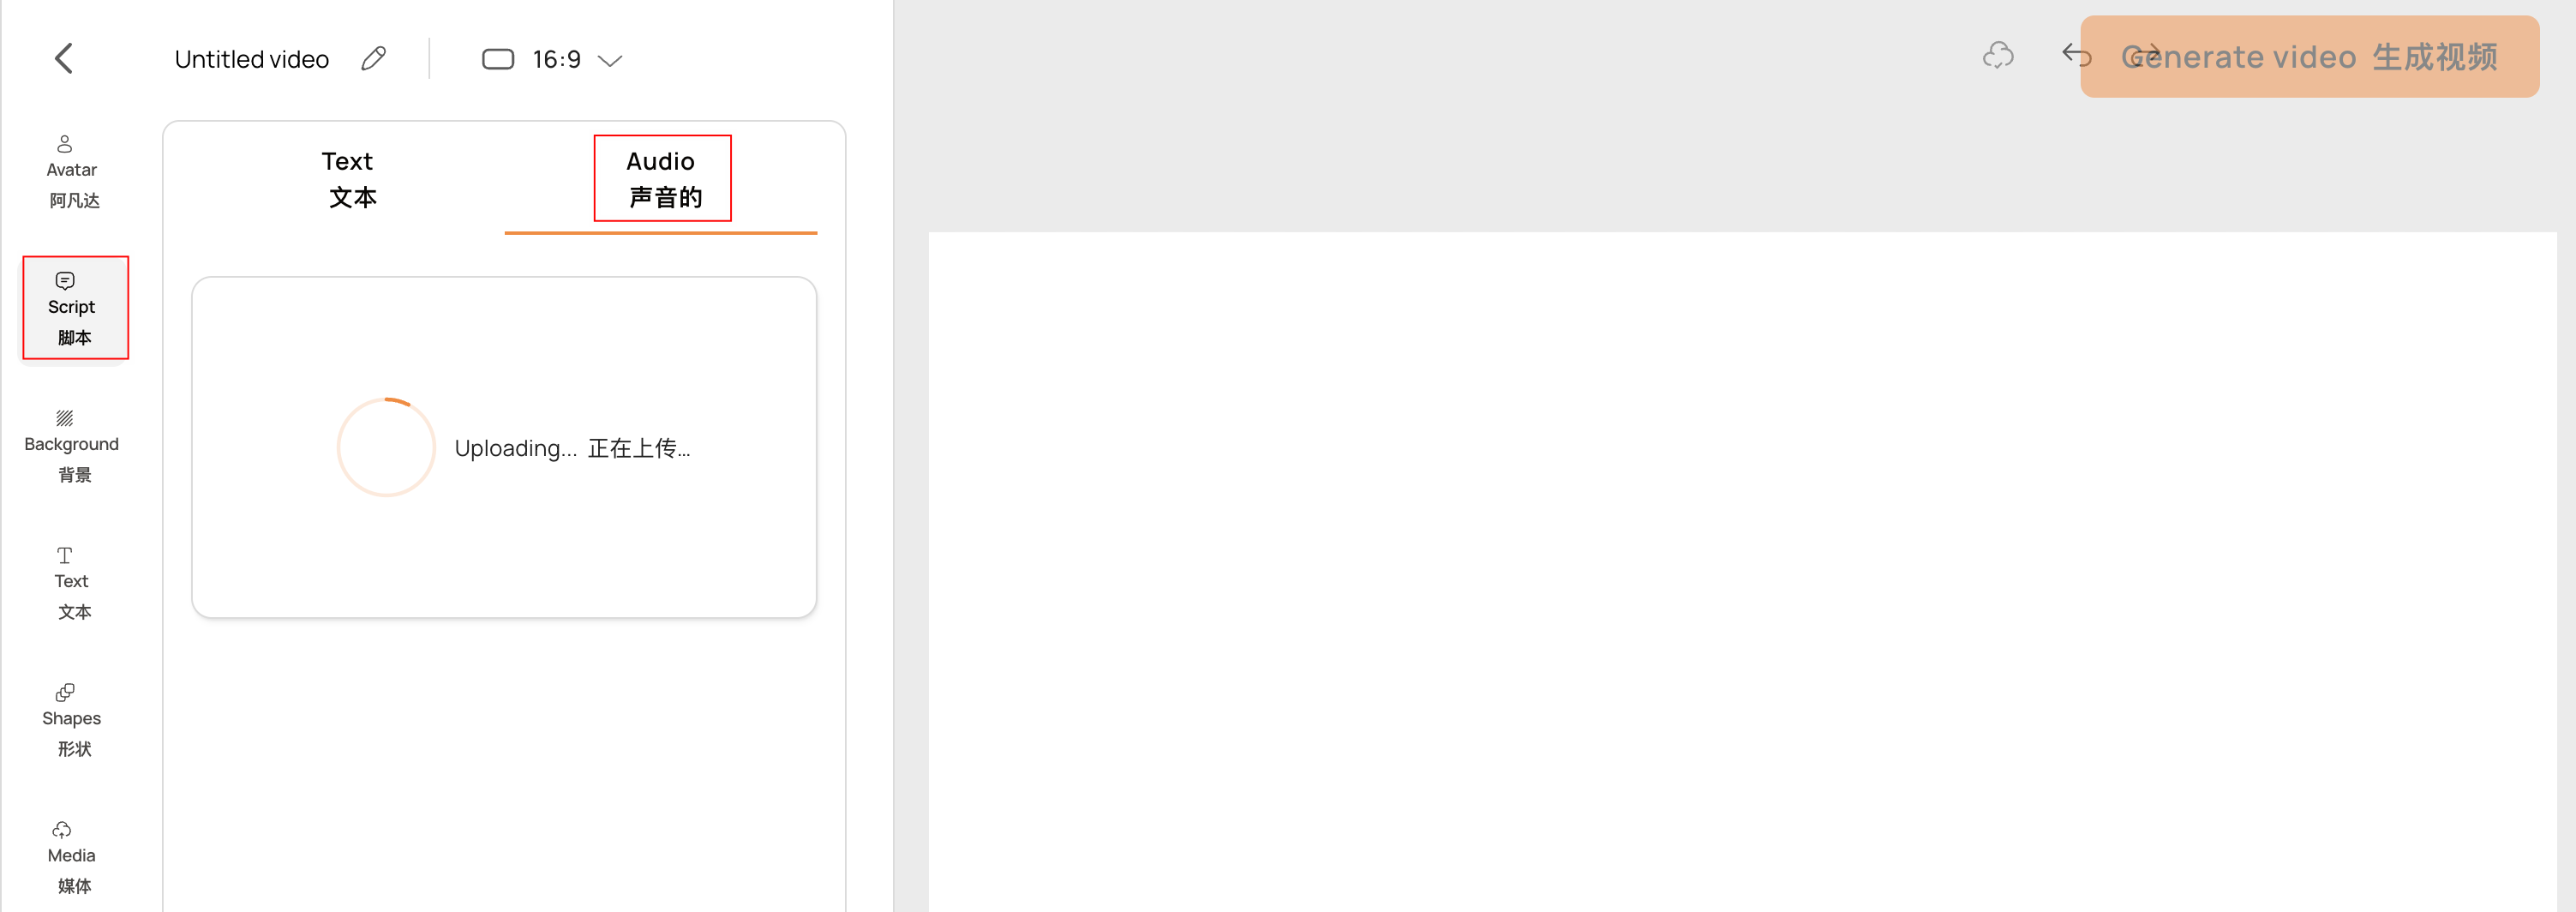 Untitled video
16:9
Generate video 生成视频
Avatar
阿凡达
Script
脚本
Background
背景
Text
文本
Shapes
形状
Media
媒体
Text
文本
Audio
声音的
Uploading... 正在上传...